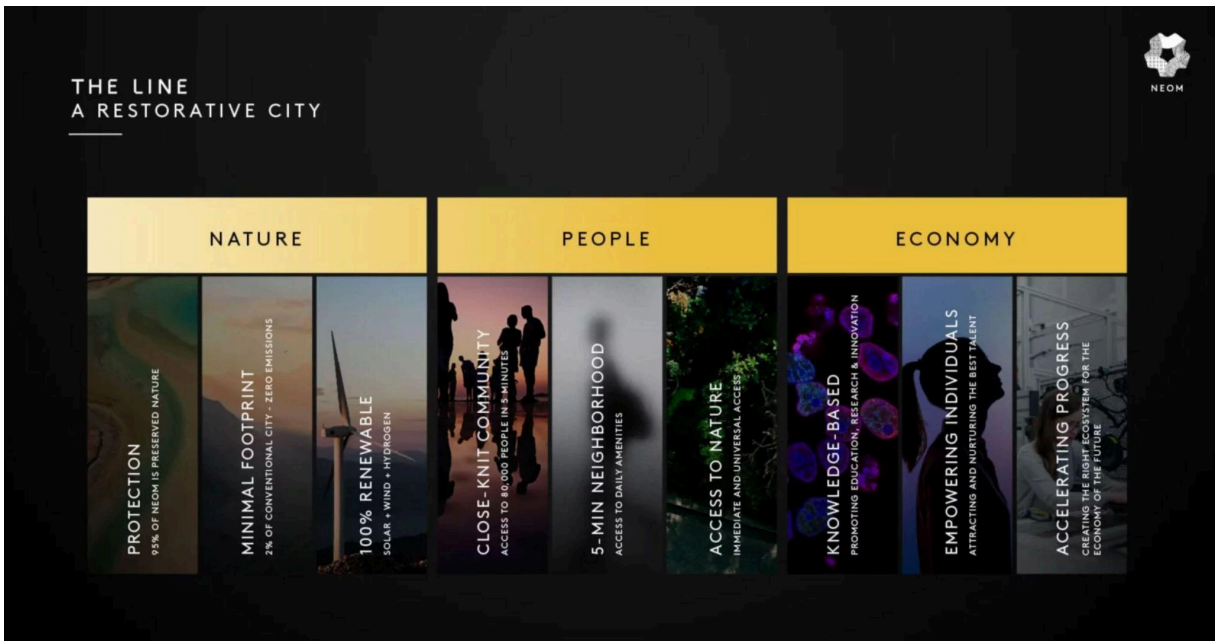 THE LINE
A RESTORATIVE CITY
NEOM
NATURE
PEOPLE
ECONOMY
PROTECTION
95% OF NEOM IS PRESERVED NATURE
MINIMAL FOOTPRINT
2% OF CONVENTIONAL CITY - ZERO EMISSIONS
100% RENEWABLE
SOLAR + WIND + HYDROGEN
CLOSE-KNIT COMMUNITY
ACCESS TO 80,000 PEOPLE IN 5 MINUTES
5-MIN NEIGHBORHOOD
ACCESS TO DAILY AMENITIES
ACCESS TO NATURE
IMMEDIATE AND UNIVERSAL ACCESS
KNOWLEDGE-BASED
PROMOTING EDUCATION, RESEARCH & INNOVATION
EMPOWERING INDIVIDUALS
ATTRACTING AND NURTURING THE BEST TALENT
ACCELERATING PROGRESS
CREATING THE RIGHT ECOSYSTEM FOR THE
ECONOMY OF THE FUTURE